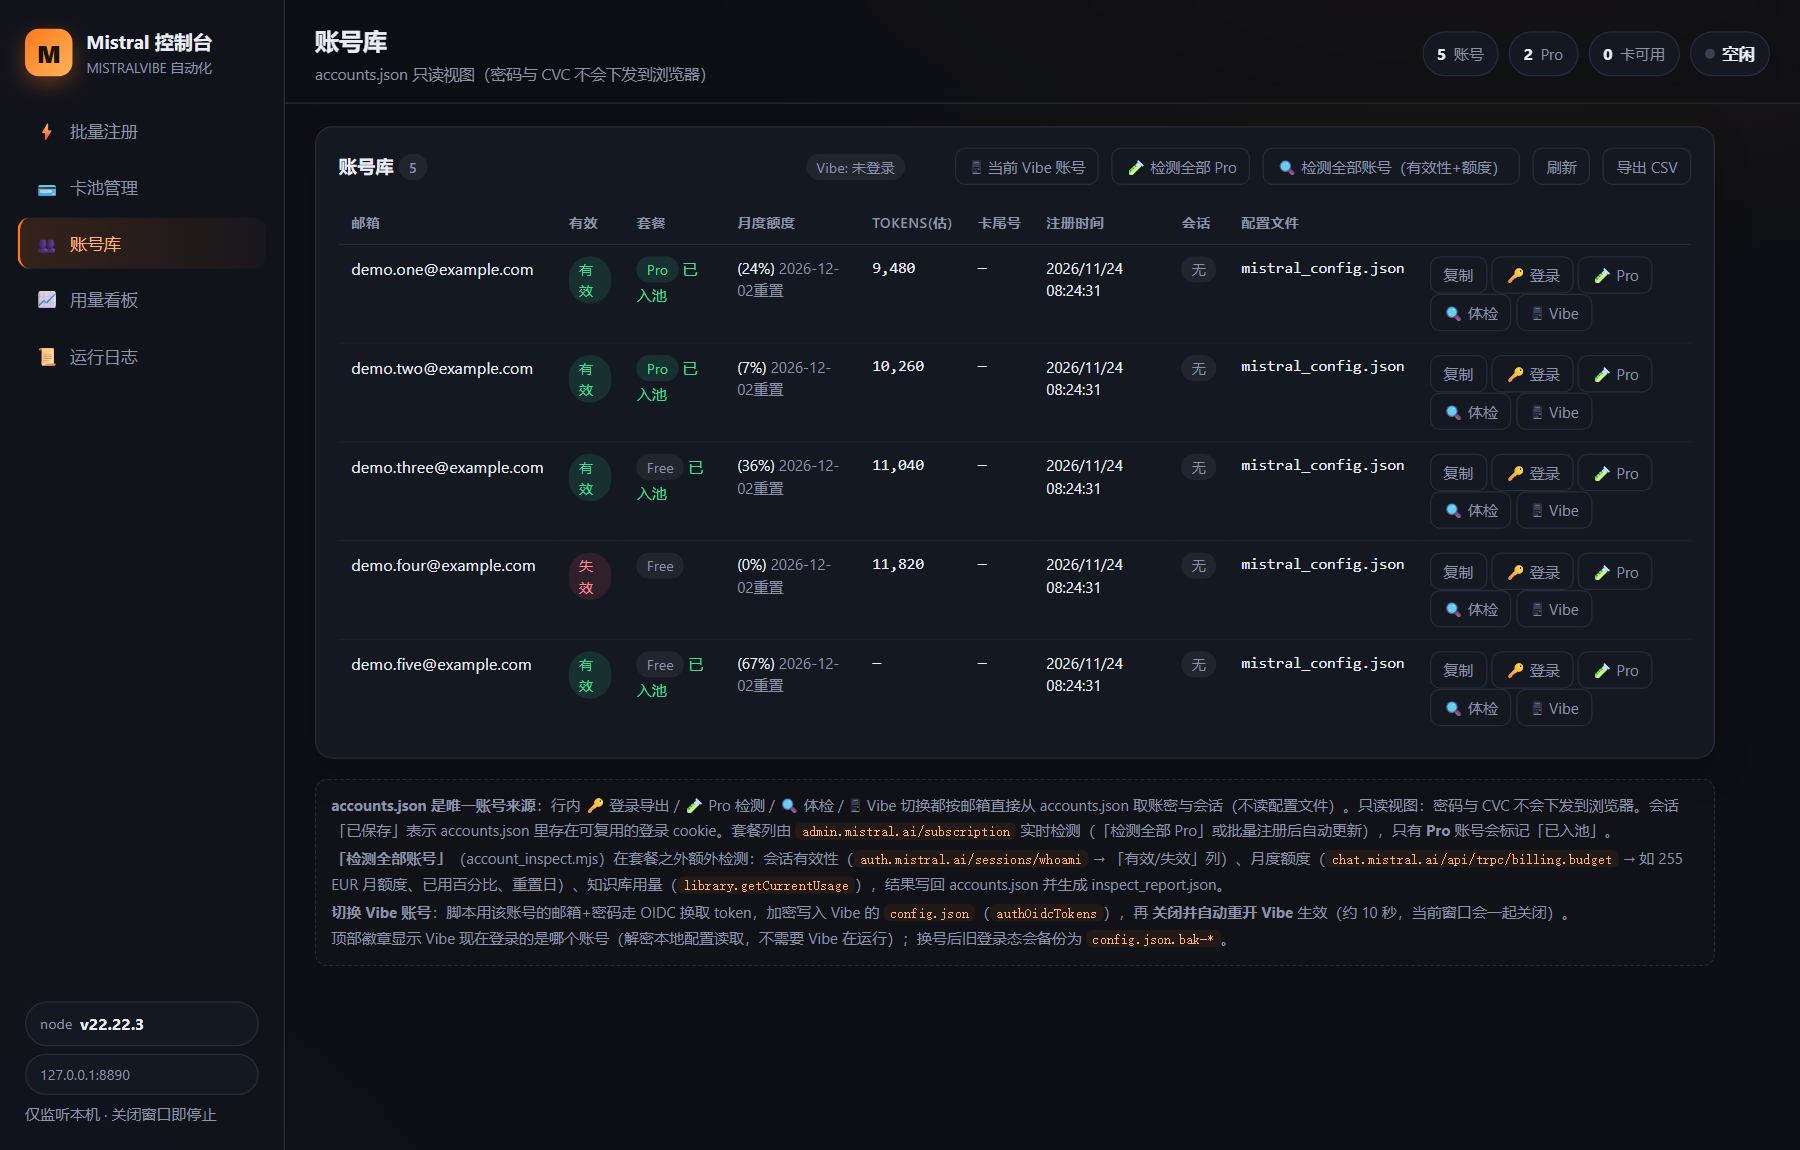 M
Mistral 控制台
MISTRALVIBE 自动化
批量注册
卡池管理
账号库
用量看板
运行日志
node v22.22.3
127.0.0.1:8890
仅监听本机 · 关闭窗口即停止
账号库
accounts.json 只读视图（密码与 CVC 不会下发到浏览器）
5 账号
2 Pro
0 卡可用
空闲
账号库 5
Vibe: 未登录
当前 Vibe 账号
检测全部 Pro
检测全部账号（有效性+额度）
刷新
导出 CSV
邮箱 有效 套餐 月度额度 TOKENS(估) 卡尾号 注册时间 会话 配置文件
demo.one@example.com 有 Pro 已 (24%) 2026-12- 9,480 — 2026/11/24 无 mistral_config.json 复制 登录 Pro
效 入池 02重置 08:24:31 体检 Vibe
demo.two@example.com 有 Pro 已 (7%) 2026-12- 10,260 — 2026/11/24 无 mistral_config.json 复制 登录 Pro
效 入池 02重置 08:24:31 体检 Vibe
demo.three@example.com 有 Free 已 (36%) 2026-12- 11,040 — 2026/11/24 无 mistral_config.json 复制 登录 Pro
效 入池 02重置 08:24:31 体检 Vibe
demo.four@example.com 失 Free (0%) 2026-12- 11,820 — 2026/11/24 无 mistral_config.json 复制 登录 Pro
效 02重置 08:24:31 体检 Vibe
demo.five@example.com 有 Free 已 (67%) 2026-12- — — 2026/11/24 无 mistral_config.json 复制 登录 Pro
效 入池 02重置 08:24:31 体检 Vibe
accounts.json 是唯一账号来源：行内 🔑 登录导出 / 🧪 Pro 检测 / 🔍 体检 / 🖥 Vibe 切换都按邮箱直接从 accounts.json 取账密与会话（不读配置文件）。只读视图：密码与 CVC 不会下发到浏览器。会话
「已保存」表示 accounts.json 里存在可复用的登录 cookie。套餐列由 admin.mistral.ai/subscription 实时检测（「检测全部 Pro」或批量注册后自动更新），只有 Pro 账号会标记「已入池」。
「检测全部账号」（account_inspect.mjs）在套餐之外额外检测：会话有效性（auth.mistral.ai/sessions/whoami → 「有效/失效」列）、月度额度（chat.mistral.ai/api/trpc/billing.budget → 如 255
EUR 月额度、已用百分比、重置日）、知识库用量（library.getCurrentUsage），结果写回 accounts.json 并生成 inspect_report.json。
切换 Vibe 账号：脚本用该账号的邮箱+密码走 OIDC 换取 token，加密写入 Vibe 的 config.json（authOidcTokens），再 关闭并自动重开 Vibe 生效（约 10 秒，当前窗口会一起关闭）。
顶部徽章显示 Vibe 现在登录的是哪个账号（解密本地配置读取，不需要 Vibe 在运行）；换号后旧登录态会备份为 config.json.bak-*。